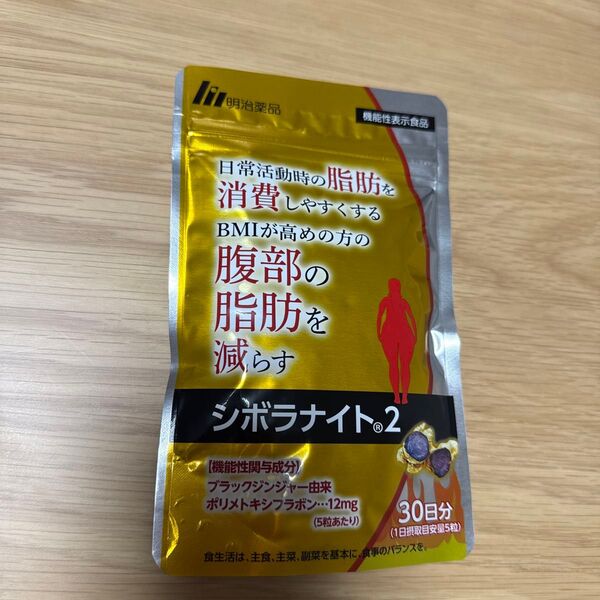 明治薬品
機能性表示食品
日常活動時の脂肪を
消費しやすくする
BMIが高めの方の
腹部の
脂肪を
減らす
シボラナイト®2
【機能性関与成分】
ブラックジンジャー由来
ポリメトキシフラボン…12mg
(5粒あたり)
30日分
(1日摂取目安量5粒)
食生活は、主食、主菜、副菜を基本に、食事のバランスを。